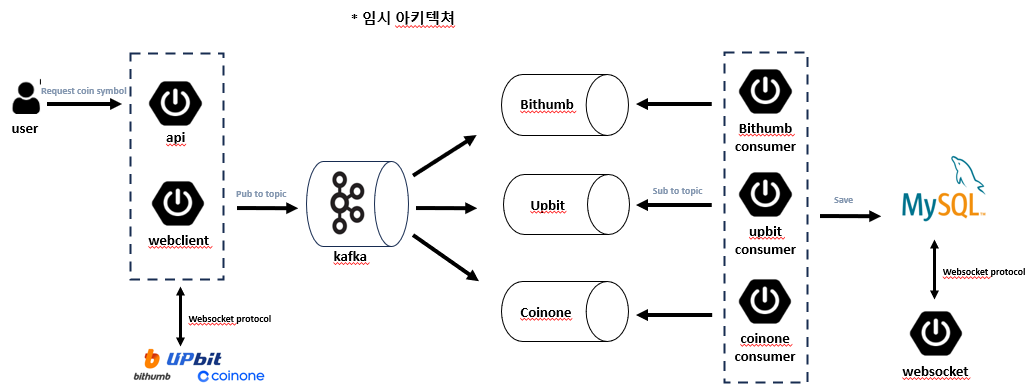 * 임시 아키텍쳐
Request coin symbol
user
api
webclient
Pub to topic
kafka
Websocket protocol
bithumb
UPbit
coinone
Bithumb
Upbit
Coinone
Sub to topic
Bithumb
consumer
upbit
consumer
coinone
consumer
Save
MySQL™
Websocket protocol
websocket